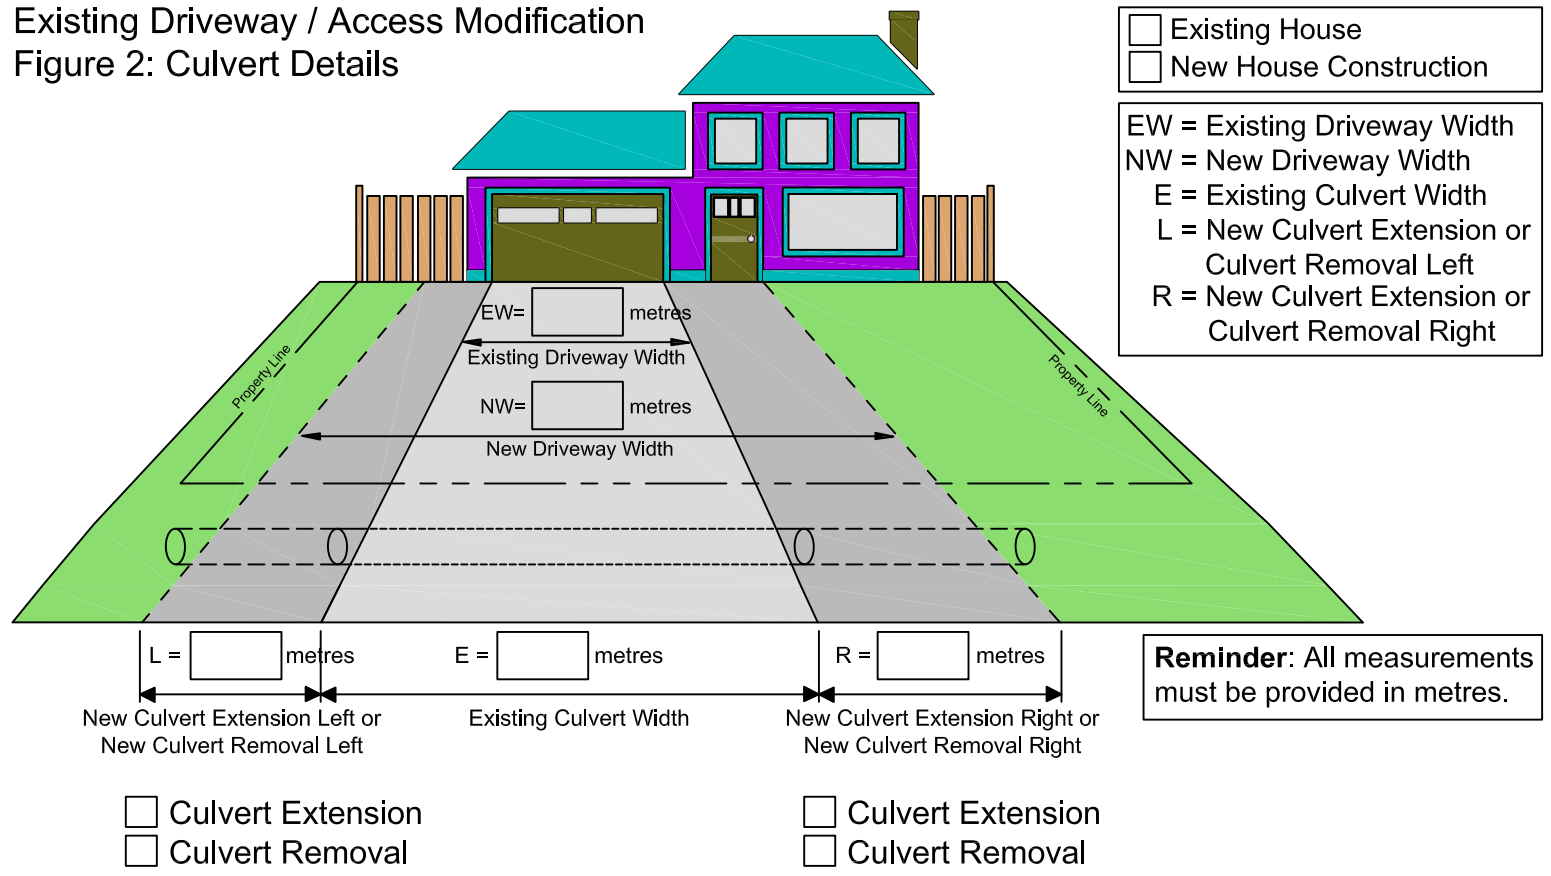 Existing Driveway / Access Modification
Figure 2: Culvert Details
Existing House
New House Construction
EW = Existing Driveway Width
NW = New Driveway Width
E = Existing Culvert Width
L = New Culvert Extension or
Culvert Removal Left
R = New Culvert Extension or
Culvert Removal Right
EW= metres
Existing Driveway Width
Property Line
Property Line
NW= metres
New Driveway Width
L = metres
E = metres
R = metres
New Culvert Extension Left or
New Culvert Removal Left
Existing Culvert Width
New Culvert Extension Right or
New Culvert Removal Right
Reminder: All measurements
must be provided in metres.
Culvert Extension
Culvert Removal
Culvert Extension
Culvert Removal